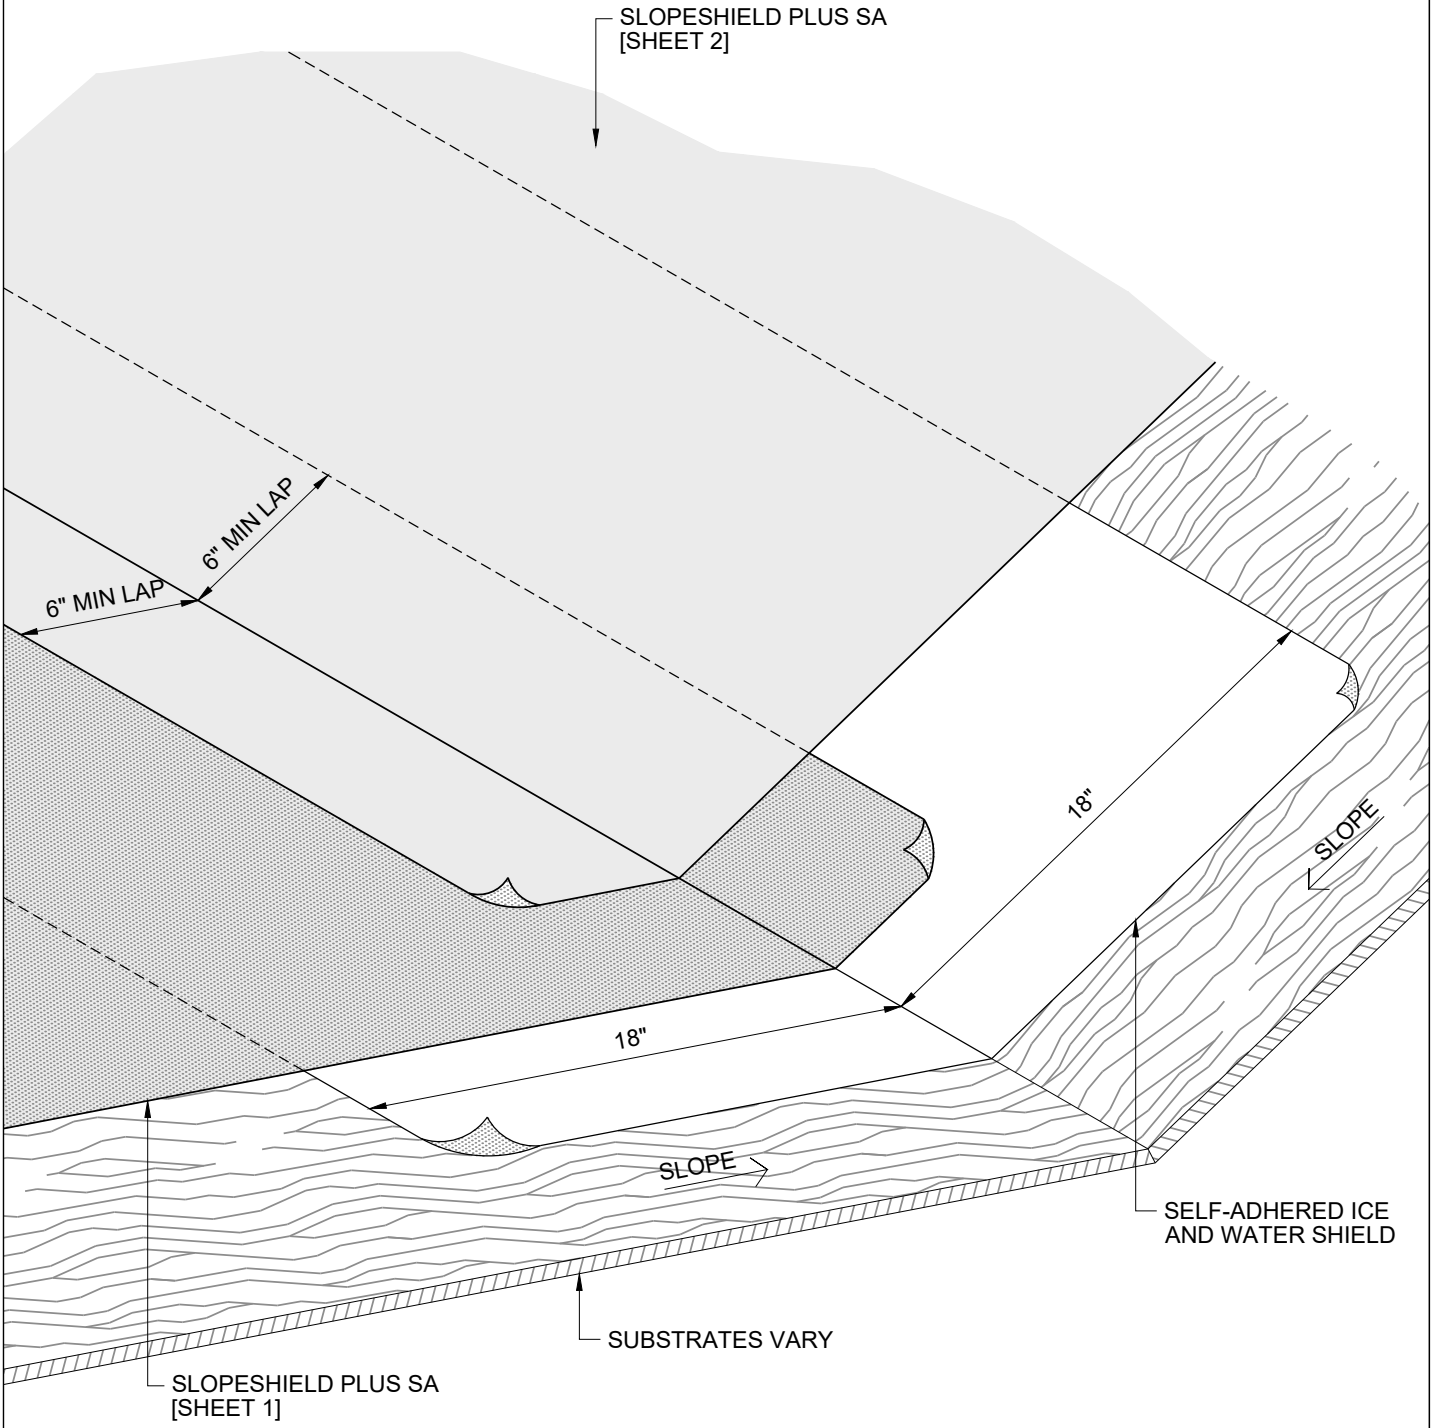 SLOPESHIELD PLUS SA
[SHEET 2]
6" MIN LAP
6" MIN LAP
18"
SLOPE
18"
SLOPE
SELF-ADHERED ICE
AND WATER SHIELD
SUBSTRATES VARY
SLOPESHIELD PLUS SA
[SHEET 1]